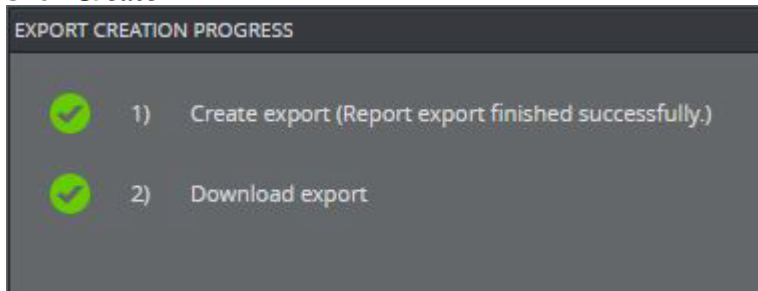 EXPORT CREATION PROGRESS
1) Create export (Report export finished successfully.)
2) Download export